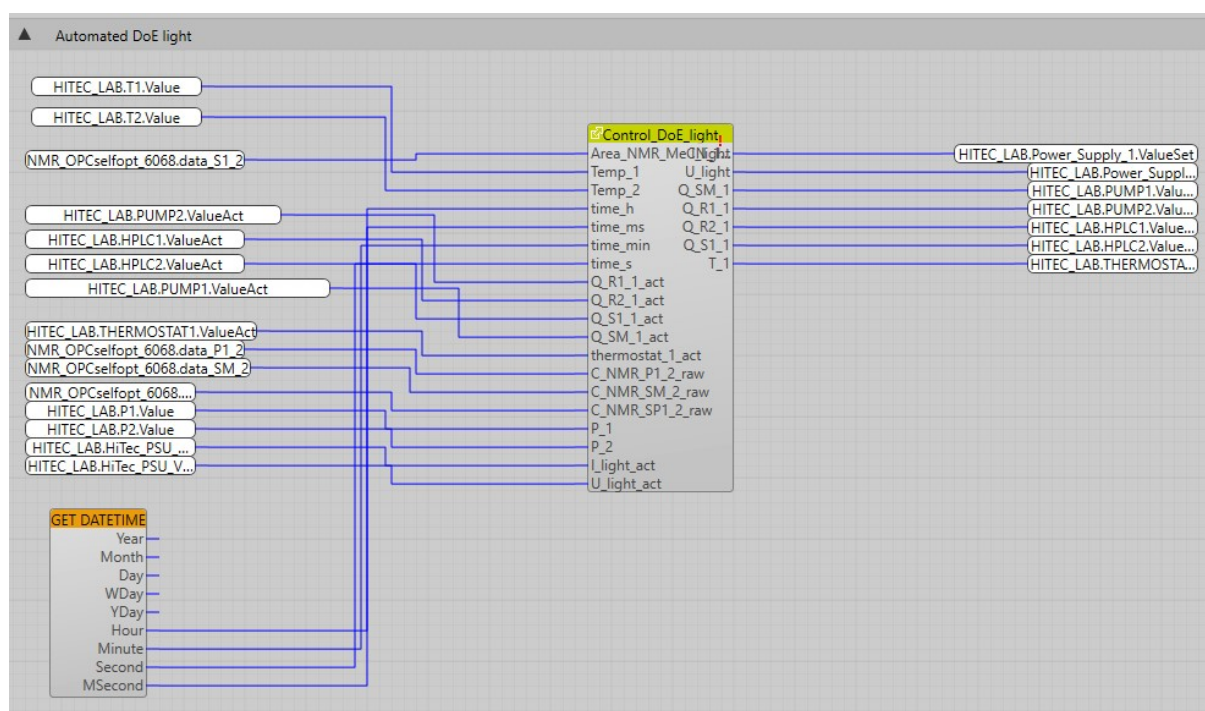 Automated DoE light
HITEC_LAB.T1.Value
HITEC_LAB.T2.Value
NMR_OPCselfopt_6068.data_S1_2
HITEC_LAB.PUMP2.ValueAct
HITEC_LAB.HPLC1.ValueAct
HITEC_LAB.HPLC2.ValueAct
HITEC_LAB.PUMP1.ValueAct
HITEC_LAB.THERMOSTAT1.ValueAct
NMR_OPCselfopt_6068.data_P1_2
NMR_OPCselfopt_6068.data_SM_2
NMR_OPCselfopt_6068....
HITEC_LAB.P1.Value
HITEC_LAB.P2.Value
HITEC_LAB.HiTec_PSU_...
HITEC_LAB.HiTec_PSU_V...
GET DATETIME
Year
Month
Day
WDay
YDay
Hour
Minute
Second
MSecond
Control_DoE_light
Area_NMR_MeCN_1...
Temp_1
Temp_2
time_h
time_ms
time_min
time_s
Q_R1_1_act
Q_R2_1_act
Q_S1_1_act
Q_SM_1_act
thermostat_1_act
C_NMR_P1_2_raw
C_NMR_SM_2_raw
C_NMR_SP1_2_raw
P_1
P_2
I_light_act
U_light_act
I_light
U_light
Q_SM_1
Q_R1_1
Q_R2_1
Q_S1_1
T_1
HITEC_LAB.Power_Supply_1.ValueSet
HITEC_LAB.Power_Suppl...
HITEC_LAB.PUMP1.Valu...
HITEC_LAB.PUMP2.Valu...
HITEC_LAB.HPLC1.Value...
HITEC_LAB.HPLC2.Value...
HITEC_LAB.THERMOSTA...